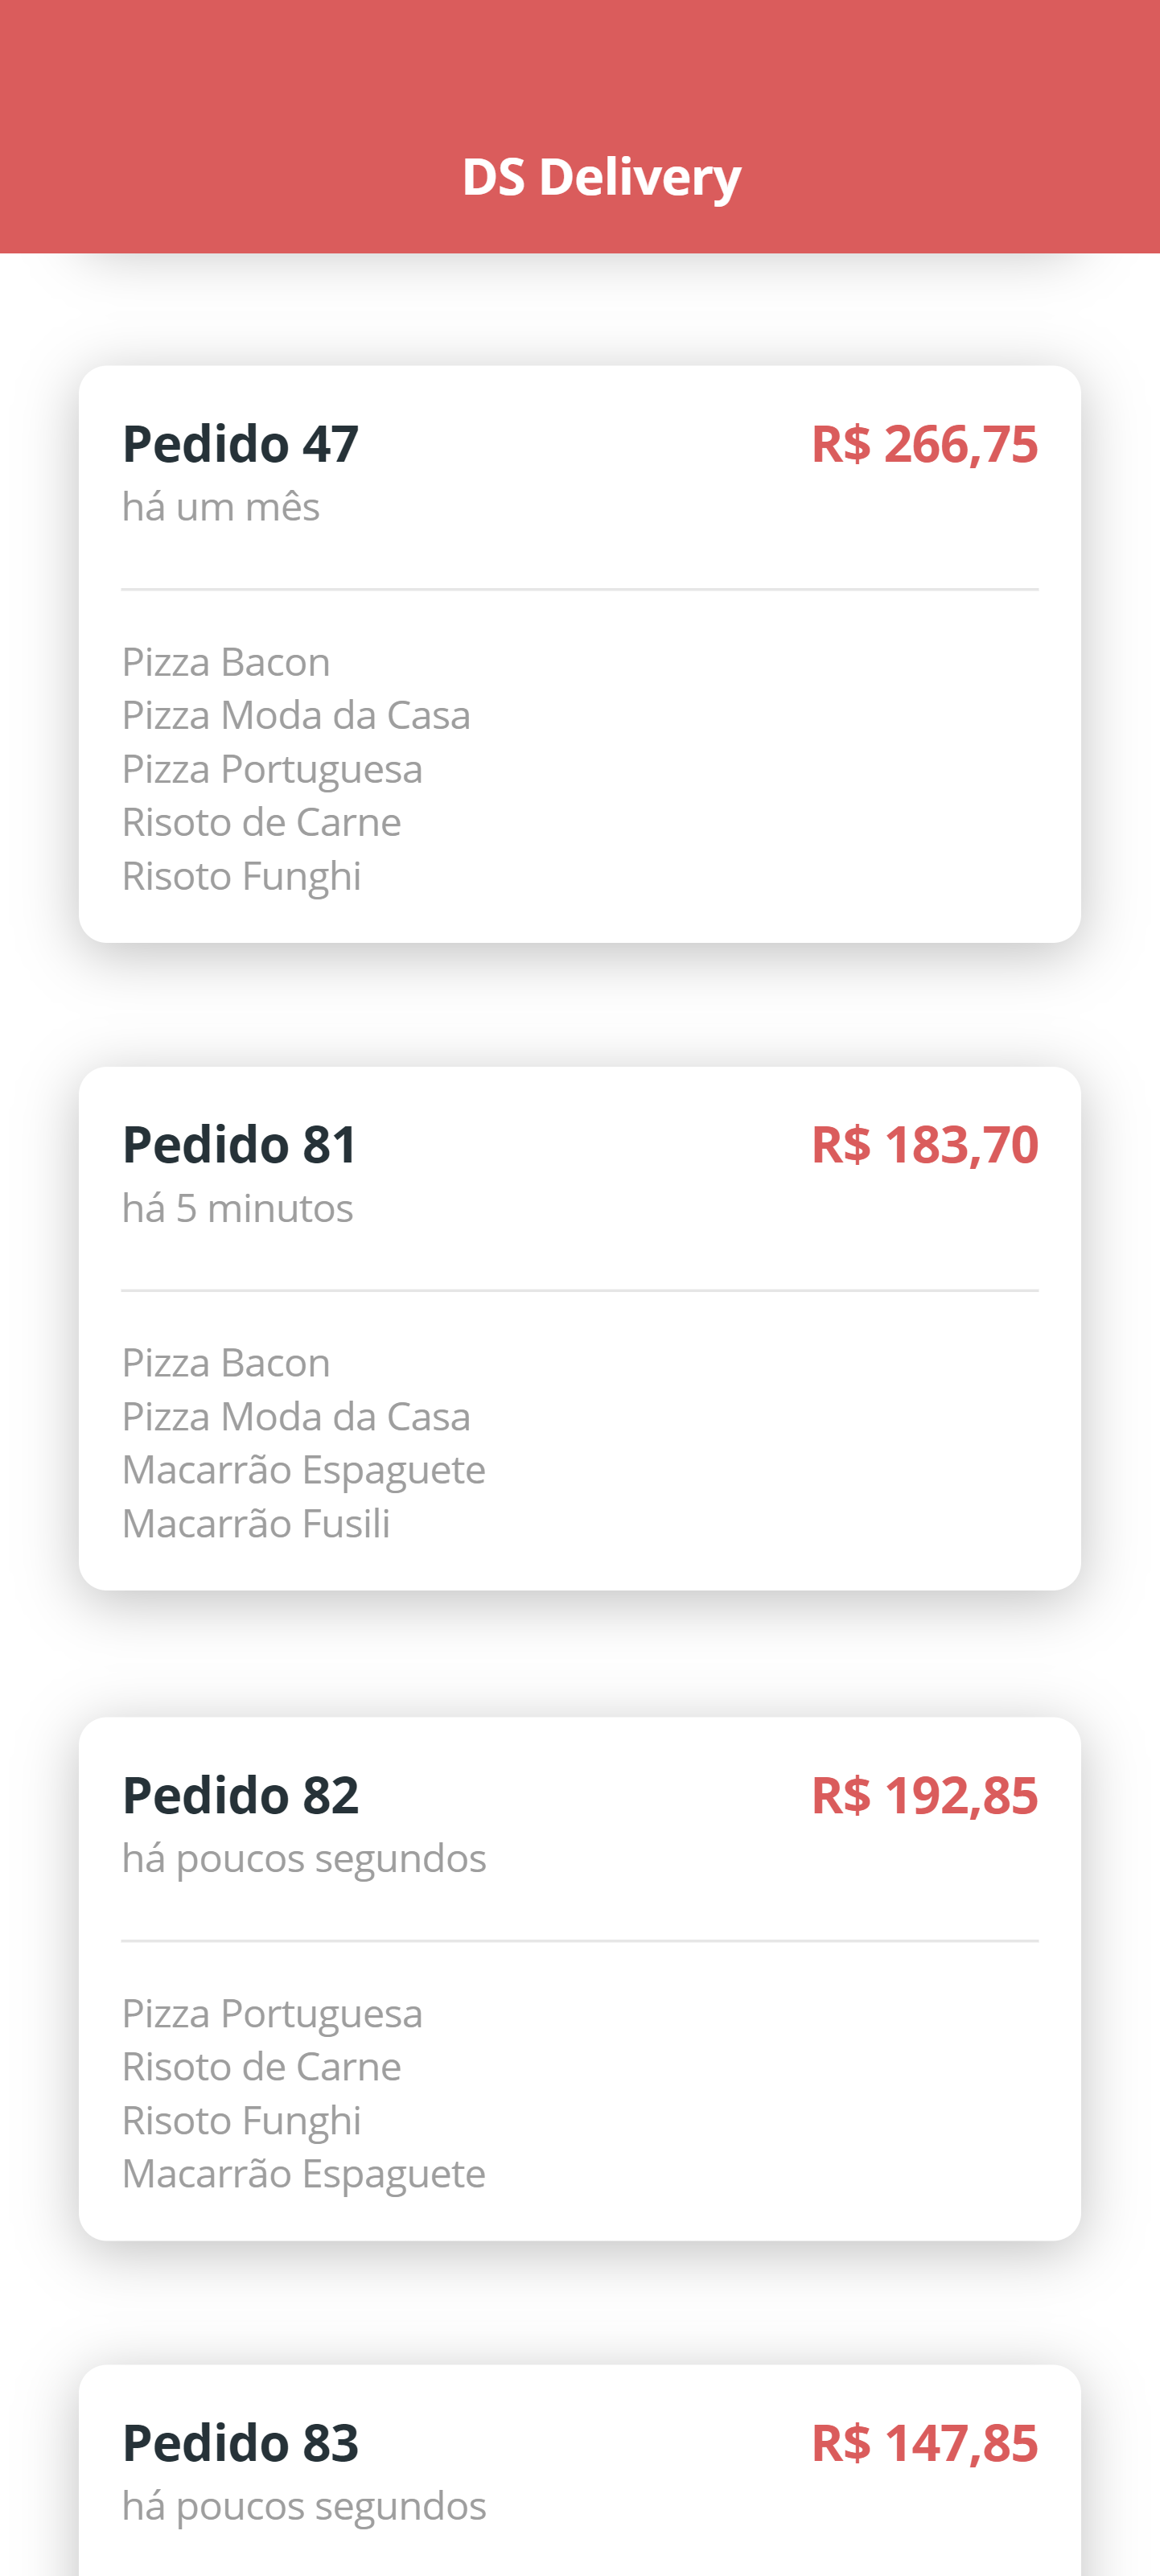 DS Delivery
Pedido 47 R$ 266,75
há um mês
Pizza Bacon
Pizza Moda da Casa
Pizza Portuguesa
Risoto de Carne
Risoto Funghi
Pedido 81 R$ 183,70
há 5 minutos
Pizza Bacon
Pizza Moda da Casa
Macarrão Espaguete
Macarrão Fusili
Pedido 82 R$ 192,85
há poucos segundos
Pizza Portuguesa
Risoto de Carne
Risoto Funghi
Macarrão Espaguete
Pedido 83 R$ 147,85
há poucos segundos